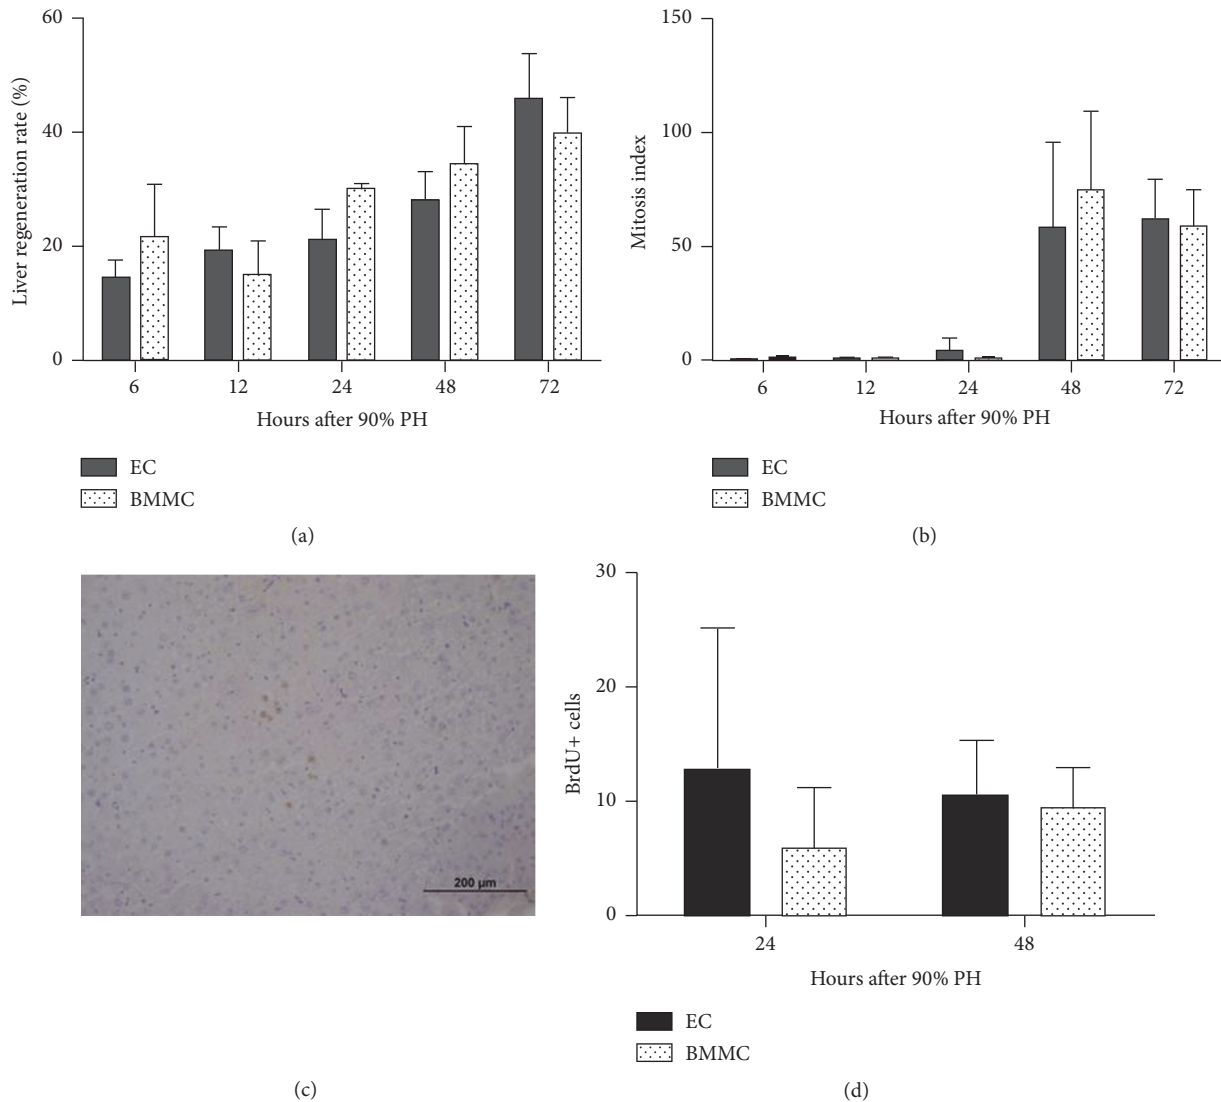 60
40
20
0
Liver regeneration rate (%)
6 12 24 48 72
Hours after 90% PH
EC
BMMC
(a)
150
100
50
0
Mitosis index
6 12 24 48 72
Hours after 90% PH
EC
BMMC
(b)
200 μm
(c)
30
20
10
0
BrdU+ cells
24 48
Hours after 90% PH
EC
BMMC
(d)